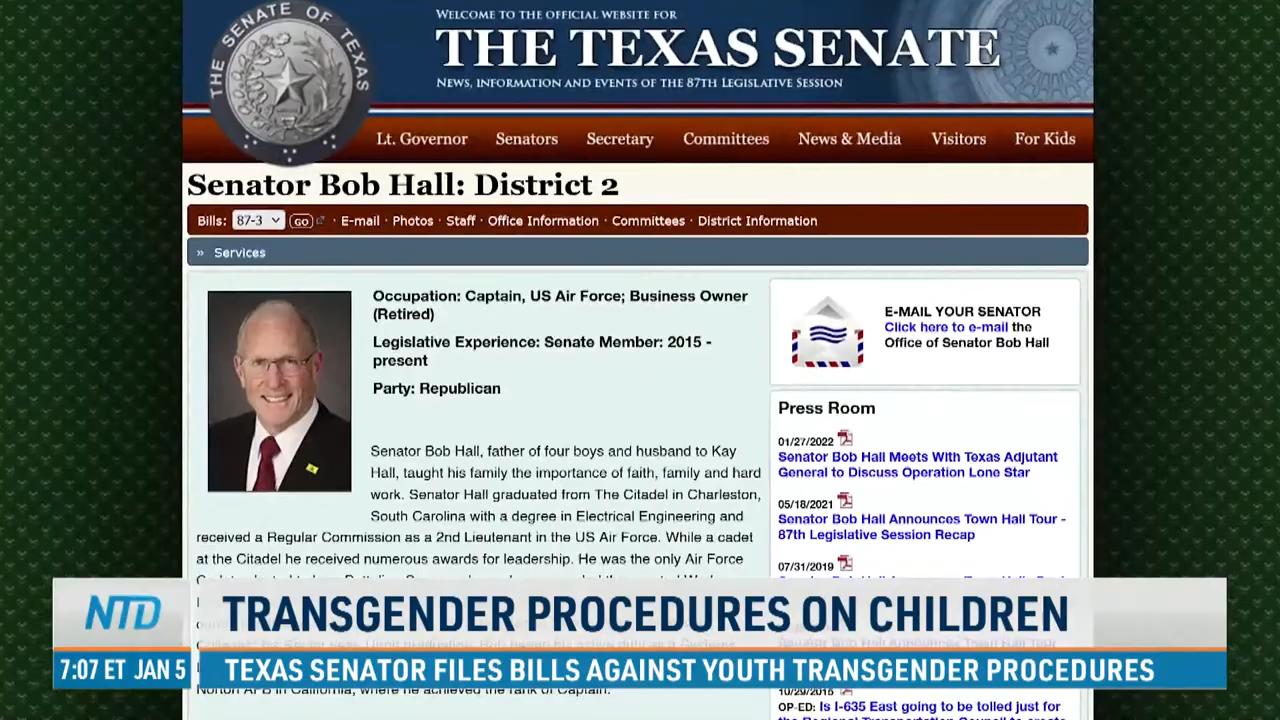 THE SENATE OF TEXAS
WELCOME TO THE OFFICIAL WEBSITE FOR
THE TEXAS SENATE
NEWS, INFORMATION AND EVENTS OF THE 87TH LEGISLATIVE SESSION
Lt. Governor Senators Secretary Committees News & Media Visitors For Kids
Senator Bob Hall: District 2
Bills: 87-3 GO · E-mail · Photos · Staff · Office Information · Committees · District Information
» Services
Occupation: Captain, US Air Force; Business Owner
(Retired)
Legislative Experience: Senate Member: 2015 -
present
Party: Republican
Senator Bob Hall, father of four boys and husband to Kay
Hall, taught his family the importance of faith, family and hard
work. Senator Hall graduated from The Citadel in Charleston,
South Carolina with a degree in Electrical Engineering and
received a Regular Commission as a 2nd Lieutenant in the US Air Force. While a cadet
at the Citadel he received numerous awards for leadership. He was the only Air Force
E-MAIL YOUR SENATOR
Click here to e-mail the
Office of Senator Bob Hall
Press Room
01/27/2022
Senator Bob Hall Meets With Texas Adjutant
General to Discuss Operation Lone Star
05/18/2021
Senator Bob Hall Announces Town Hall Tour -
87th Legislative Session Recap
07/31/2019
NTD
TRANSGENDER PROCEDURES ON CHILDREN
7:07 ET JAN 5
TEXAS SENATOR FILES BILLS AGAINST YOUTH TRANSGENDER PROCEDURES
Norton AFB in California, where he achieved the rank of Captain.
10/29/2015
OP-ED: Is I-635 East going to be tolled just for
the Regional Transportation Council to create